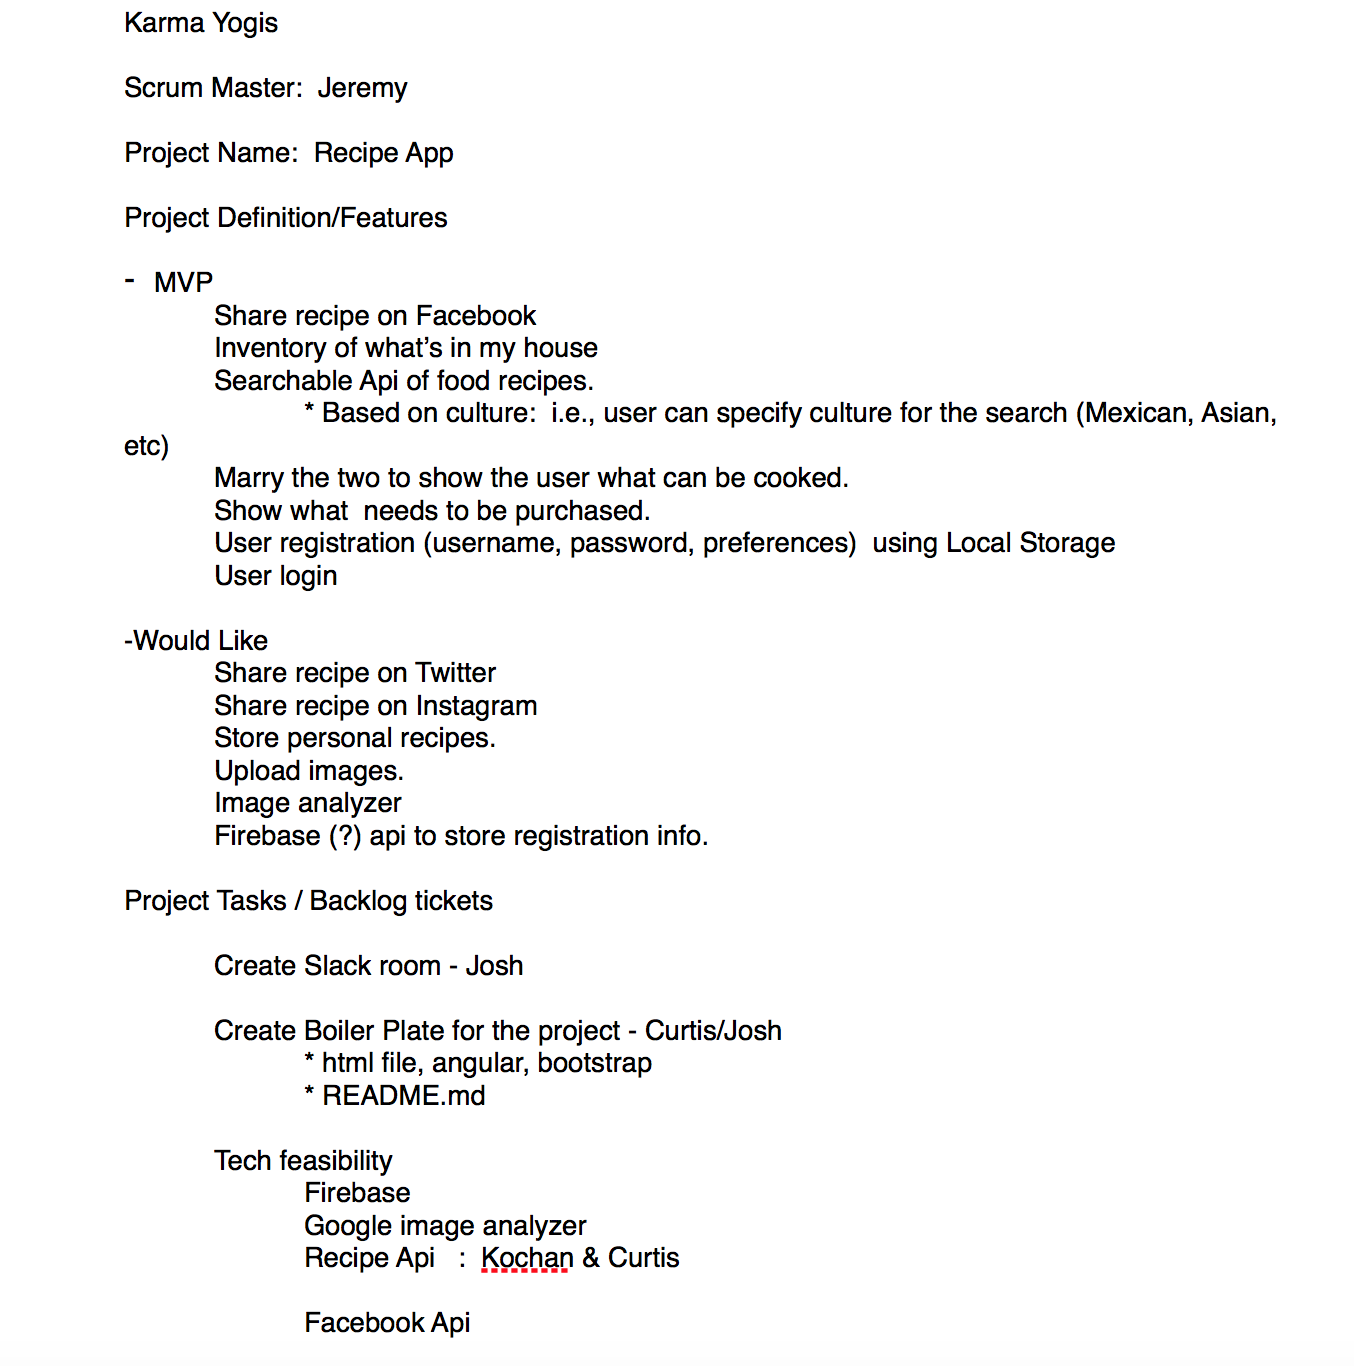 Karma Yogis
Scrum Master:  Jeremy
Project Name:  Recipe App
Project Definition/Features
-  MVP
Share recipe on Facebook
Inventory of what’s in my house
Searchable Api of food recipes.
* Based on culture:  i.e., user can specify culture for the search (Mexican, Asian,
etc)
Marry the two to show the user what can be cooked.
Show what  needs to be purchased.
User registration (username, password, preferences)  using Local Storage
User login
-Would Like
Share recipe on Twitter
Share recipe on Instagram
Store personal recipes.
Upload images.
Image analyzer
Firebase (?) api to store registration info.
Project Tasks / Backlog tickets
Create Slack room - Josh
Create Boiler Plate for the project - Curtis/Josh
* html file, angular, bootstrap
* README.md
Tech feasibility
Firebase
Google image analyzer
Recipe Api   :  Kochan & Curtis
Facebook Api